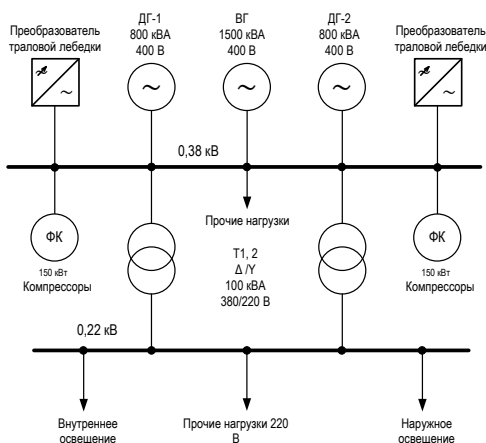 Преобразователь
траловой лебедки
ДГ-1
800 кВА
400 В
ВГ
1500 кВА
400 В
ДГ-2
800 кВА
400 В
Преобразователь
траловой лебедки
~
~
~
~
~
0,38 кВ
ФК
150 кВт
Компрессоры
Прочие нагрузки
Т1, 2
Δ /Y
100 кВА
380/220 В
ФК
150 кВт
Компрессоры
0,22 кВ
Внутреннее
освещение
Прочие нагрузки 220
В
Наружное
освещение